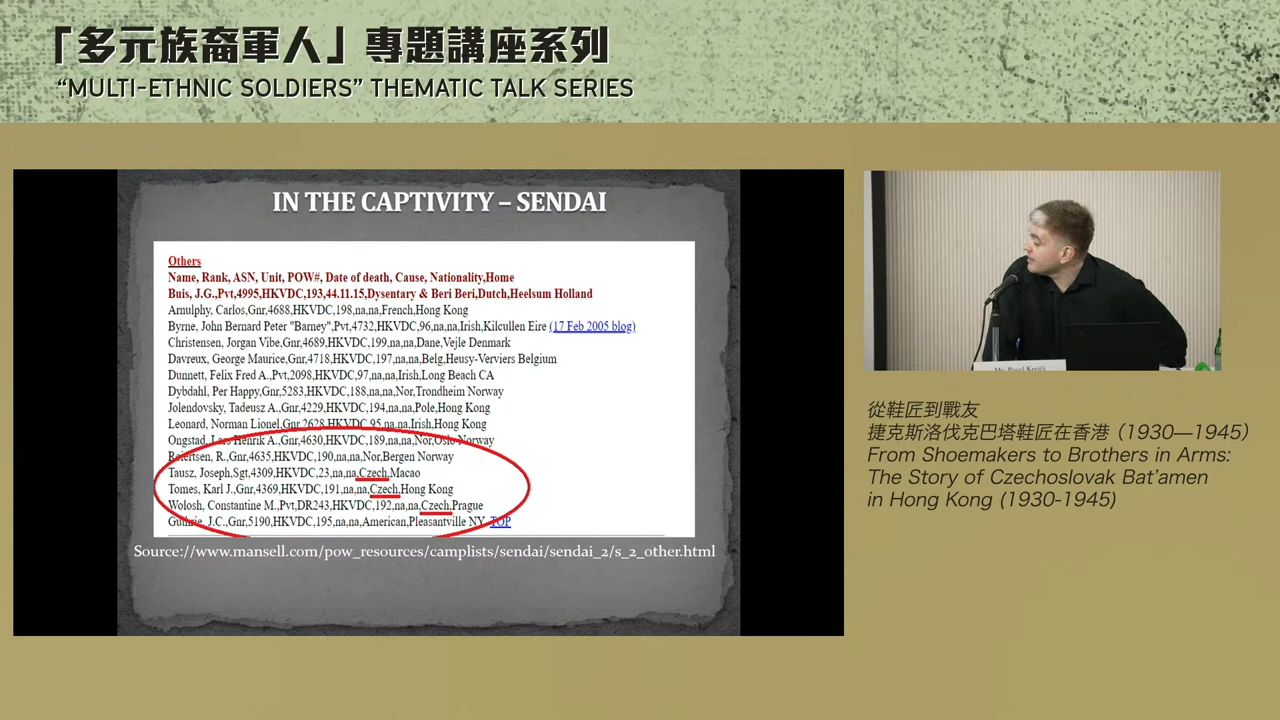 「多元族裔軍人」專題講座系列
“MULTI-ETHNIC SOLDIERS” THEMATIC TALK SERIES
IN THE CAPTIVITY – SENDAI
Others
Name, Rank, ASN, Unit, POW#, Date of death, Cause, Nationality,Home
Buis, J.G.,Pvt,4995,HKVDC,193,44.11.15,Dysentary & Beri Beri,Dutch,Heelsum Holland
Arnulphy, Carlos,Gnr,4688,HKVDC,198,na,na,French,Hong Kong
Byrne, John Bernard Peter "Barney",Pvt,4732,HKVDC,96,na,na,Irish,Kilcullen Eire (17 Feb 2005 blog)
Christensen, Jorgan Vibe,Gnr,4689,HKVDC,199,na,na,Dane,Vejle Denmark
Davreux, George Maurice,Gnr,4718,HKVDC,197,na,na,Belg,Heusy-Verviers Belgium
Dunnett, Felix Fred A.,Pvt,2098,HKVDC,97,na,na,Irish,Long Beach CA
Dybdahl, Per Happy,Gnr,5283,HKVDC,188,na,na,Nor,Trondheim Norway
Jolendovsky, Tadeusz A.,Gnr,4229,HKVDC,194,na,na,Pole,Hong Kong
Leonard, Norman Lionel,Gnr,2628,HKVDC,95,na,na,Irish,Hong Kong
Ongstad, Lars Henrik A.,Gnr,4630,HKVDC,189,na,na,Nor,Oslo Norway
Reiertsen, R.,Gnr,4635,HKVDC,190,na,na,Nor,Bergen Norway
Tausz, Joseph,Sgt,4309,HKVDC,23,na,na,Czech,Macao
Tomes, Karl J.,Gnr,4369,HKVDC,191,na,na,Czech,Hong Kong
Wolosh, Constantine M.,Pvt,DR243,HKVDC,192,na,na,Czech,Prague
Guthrie, J.C.,Gnr,5190,HKVDC,195,na,na,American,Pleasantville NY TOP
Source://www.mansell.com/pow_resources/camplists/sendai/sendai_2/s_2_other.html
從鞋匠到戰友
捷克斯洛伐克巴塔鞋匠在香港（1930—1945）
From Shoemakers to Brothers in Arms:
The Story of Czechoslovak Bat’amen
in Hong Kong (1930-1945)